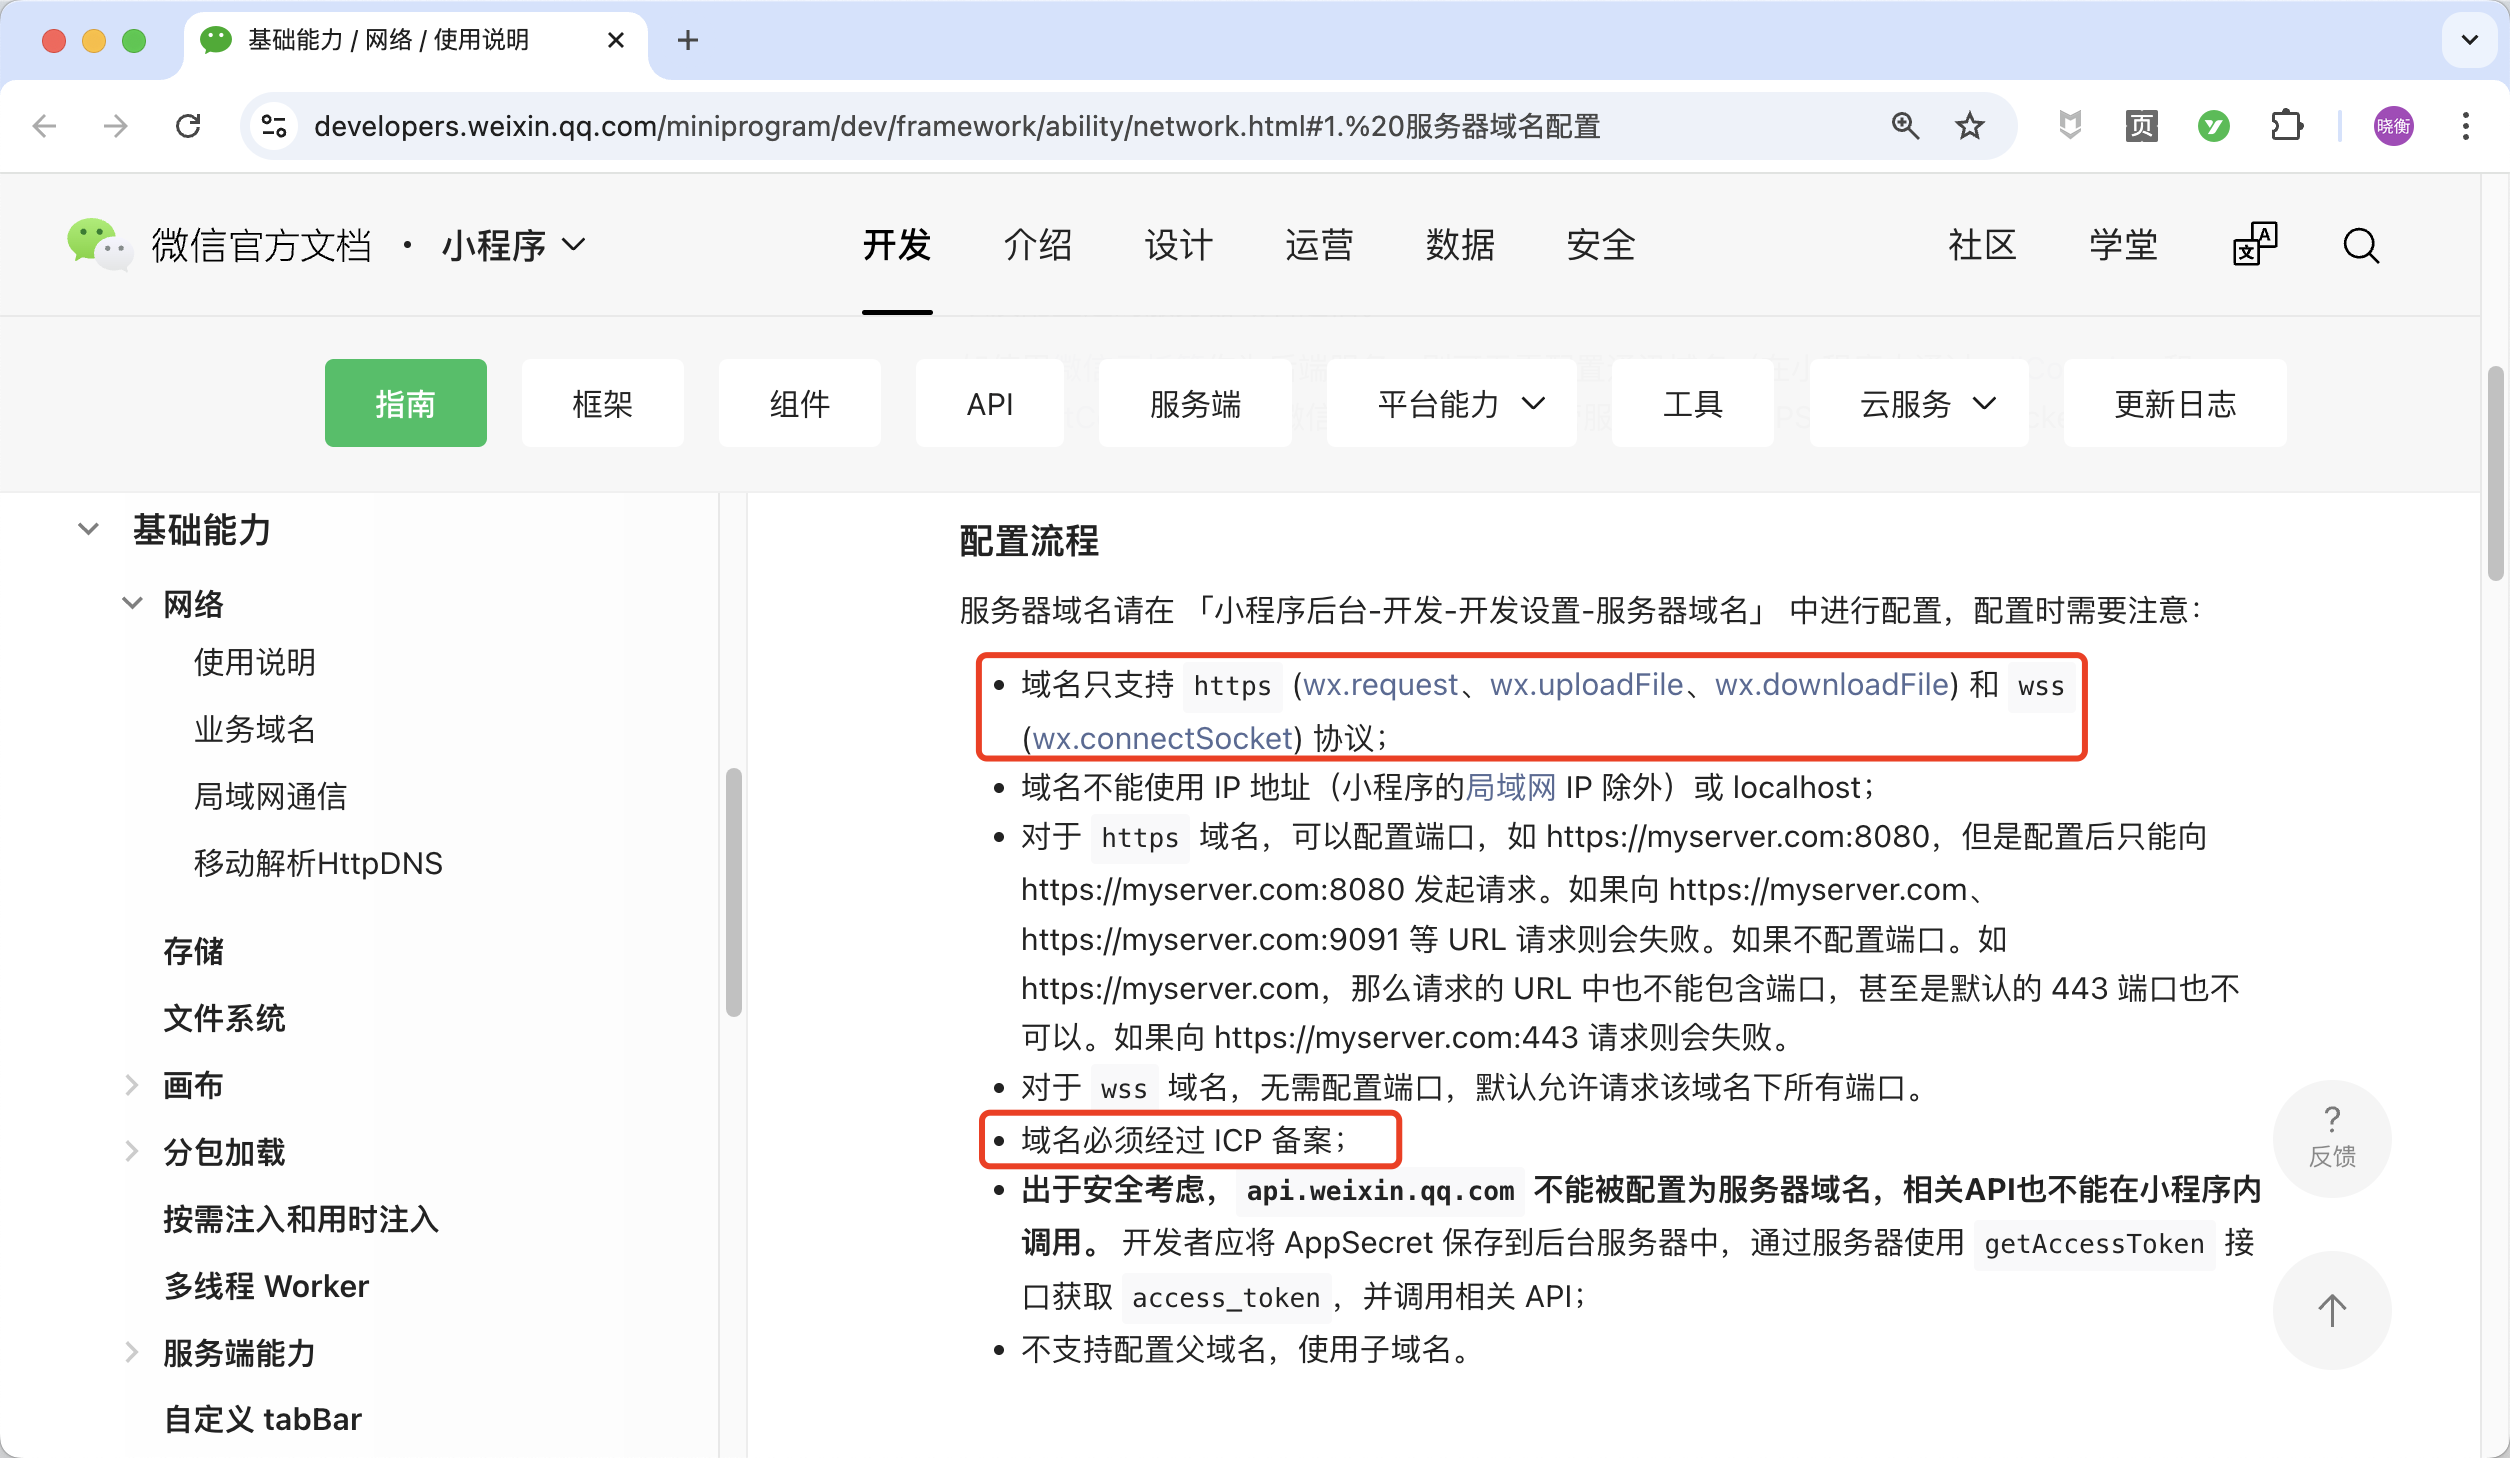 基础能力 / 网络 / 使用说明
developers.weixin.qq.com/miniprogram/dev/framework/ability/network.html#1.%20服务器域名配置
页
晓衡
微信官方文档 · 小程序
开发 介绍 设计 运营 数据 安全 社区 学堂
指南 框架 组件 API 服务端 平台能力 工具 云服务 更新日志
基础能力
网络
使用说明
业务域名
局域网通信
移动解析HttpDNS
存储
文件系统
画布
分包加载
按需注入和用时注入
多线程 Worker
服务端能力
自定义 tabBar
配置流程
服务器域名请在 「小程序后台-开发-开发设置-服务器域名」 中进行配置，配置时需要注意：
• 域名只支持 https (wx.request、wx.uploadFile、wx.downloadFile) 和 wss
(wx.connectSocket) 协议；
• 域名不能使用 IP 地址（小程序的局域网 IP 除外）或 localhost；
• 对于 https 域名，可以配置端口，如 https://myserver.com:8080，但是配置后只能向
https://myserver.com:8080 发起请求。如果向 https://myserver.com、
https://myserver.com:9091 等 URL 请求则会失败。如果不配置端口。如
https://myserver.com，那么请求的 URL 中也不能包含端口，甚至是默认的 443 端口也不
可以。如果向 https://myserver.com:443 请求则会失败。
• 对于 wss 域名，无需配置端口，默认允许请求该域名下所有端口。
• 域名必须经过 ICP 备案；
• 出于安全考虑， api.weixin.qq.com 不能被配置为服务器域名，相关API也不能在小程序内
调用。 开发者应将 AppSecret 保存到后台服务器中，通过服务器使用 getAccessToken 接
口获取 access_token ，并调用相关 API；
• 不支持配置父域名，使用子域名。
?
反馈